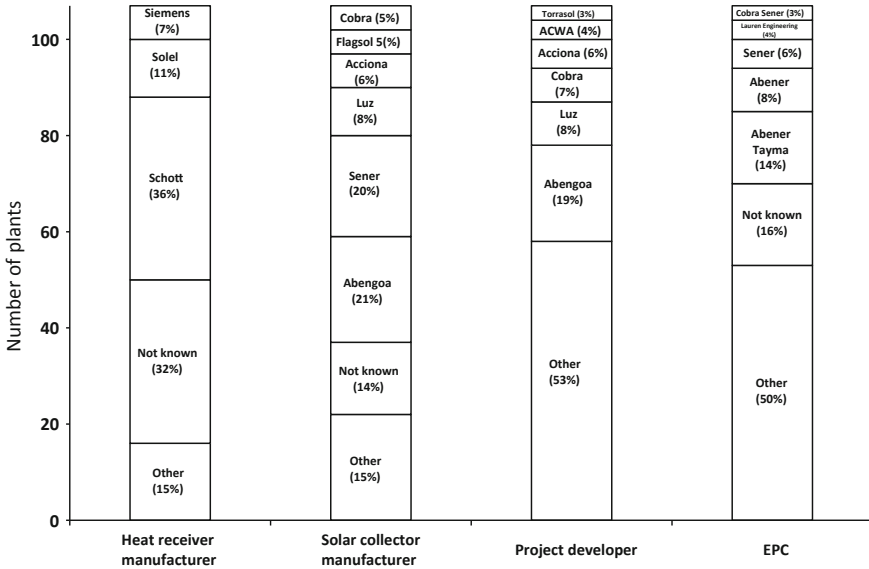 Number of plants
100
80
60
40
20
0
Siemens
(7%)
Solel
(11%)
Schott
(36%)
Not known
(32%)
Other
(15%)
Heat receiver
manufacturer
Cobra (5%)
Flagsol 5(%)
Acciona
(6%)
Luz
(8%)
Sener
(20%)
Abengoa
(21%)
Not known
(14%)
Other
(15%)
Solar collector
manufacturer
Torrasol (3%)
ACWA (4%)
Acciona (6%)
Cobra
(7%)
Luz
(8%)
Abengoa
(19%)
Other
(53%)
Project developer
Cobra Sener (3%)
Lauren Engineering
(4%)
Sener (6%)
Abener
(8%)
Abener
Tayma
(14%)
Not known
(16%)
Other
(50%)
EPC